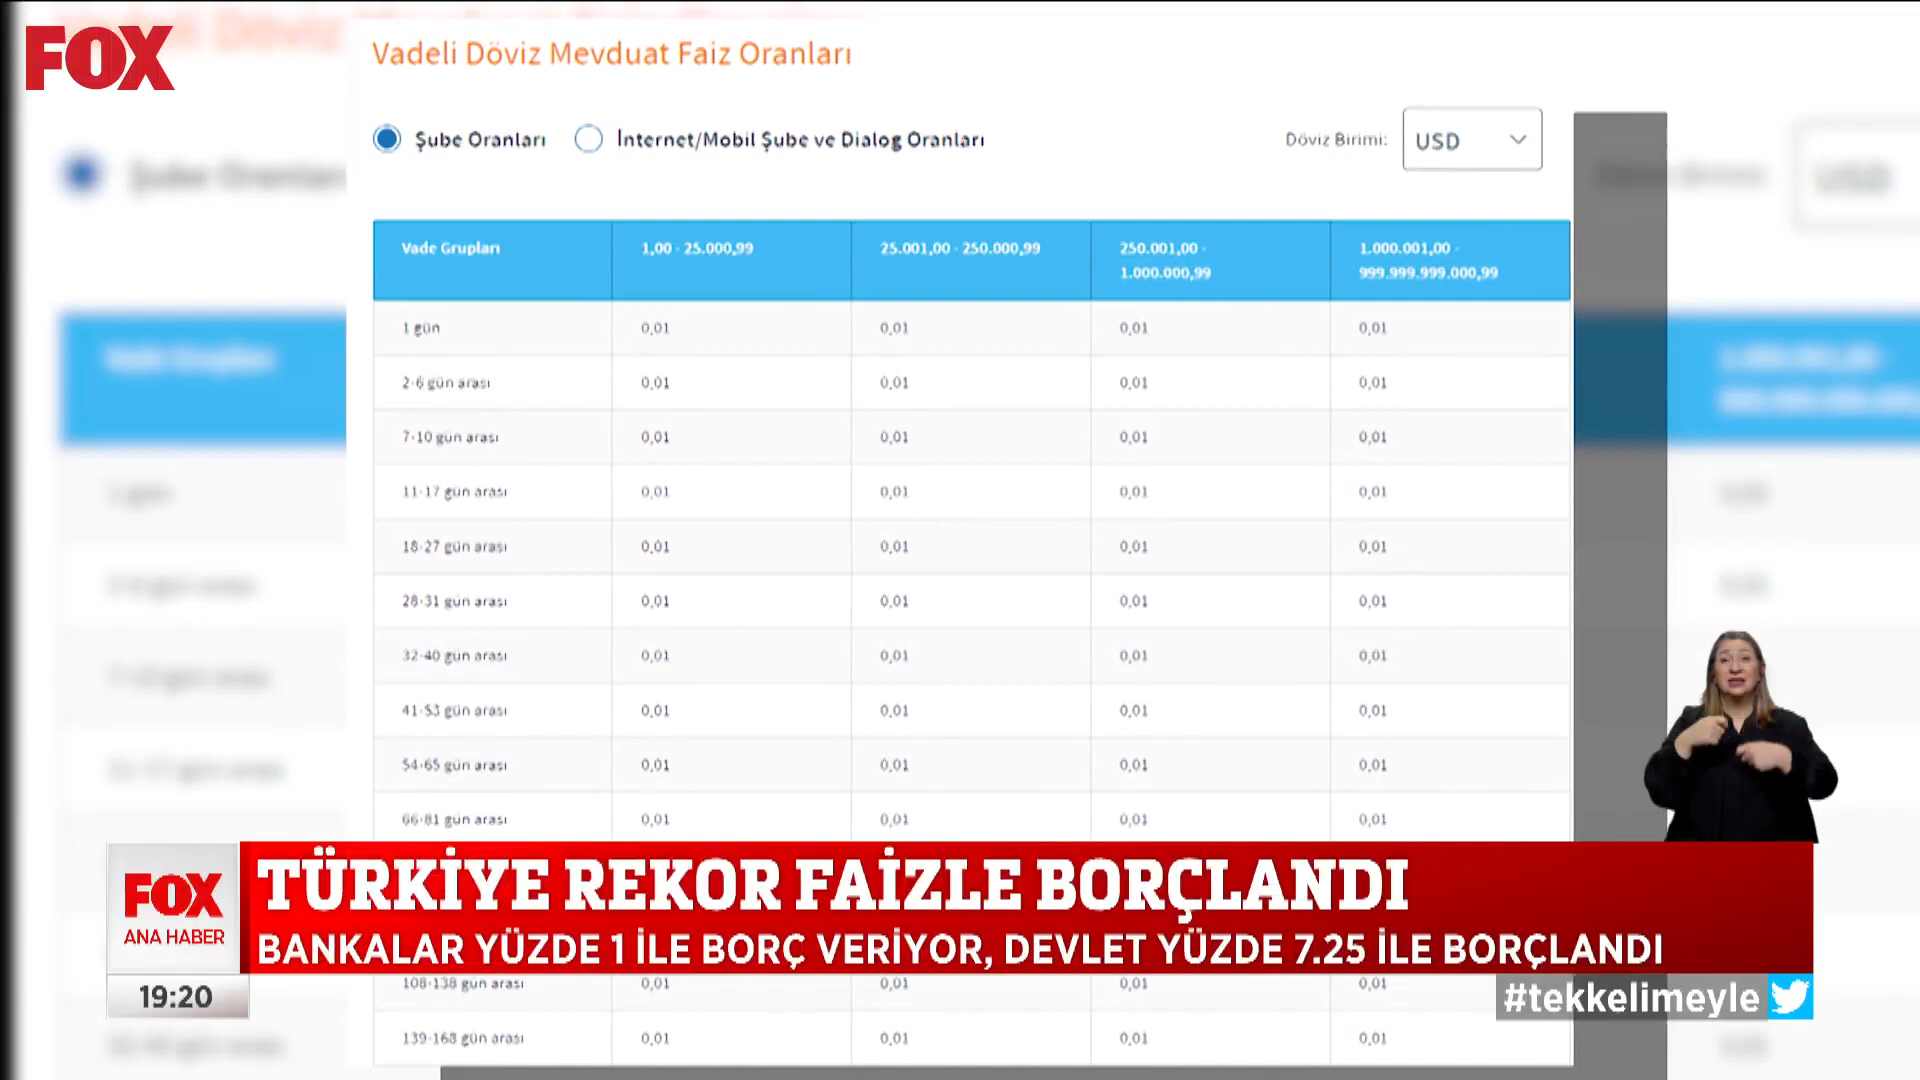 FOX
Vadeli Döviz Mevduat Faiz Oranları
Şube Oranları
İnternet/Mobil Şube ve Dialog Oranları
Döviz Birimi:
USD
Vade Grupları
1,00 - 25.000,99
25.001,00 - 250.000,99
250.001,00 -
1.000.000,99
1.000.001,00 -
999.999.999.000,99
1 gün 0,01 0,01 0,01 0,01
2-6 gün arası 0,01 0,01 0,01 0,01
7-10 gün arası 0,01 0,01 0,01 0,01
11-17 gün arası 0,01 0,01 0,01 0,01
18-27 gün arası 0,01 0,01 0,01 0,01
28-31 gün arası 0,01 0,01 0,01 0,01
32-40 gün arası 0,01 0,01 0,01 0,01
41-53 gün arası 0,01 0,01 0,01 0,01
54-65 gün arası 0,01 0,01 0,01 0,01
66-81 gün arası 0,01 0,01 0,01 0,01
FOX
ANA HABER
TÜRKİYE REKOR FAİZLE BORÇLANDI
BANKALAR YÜZDE 1 İLE BORÇ VERİYOR, DEVLET YÜZDE 7.25 İLE BORÇLANDI
108-138 gün arası 0,01 0,01 0,01 0,01
19:20
#tekkelimeyle
139-168 gün arası 0,01 0,01 0,01 0,01